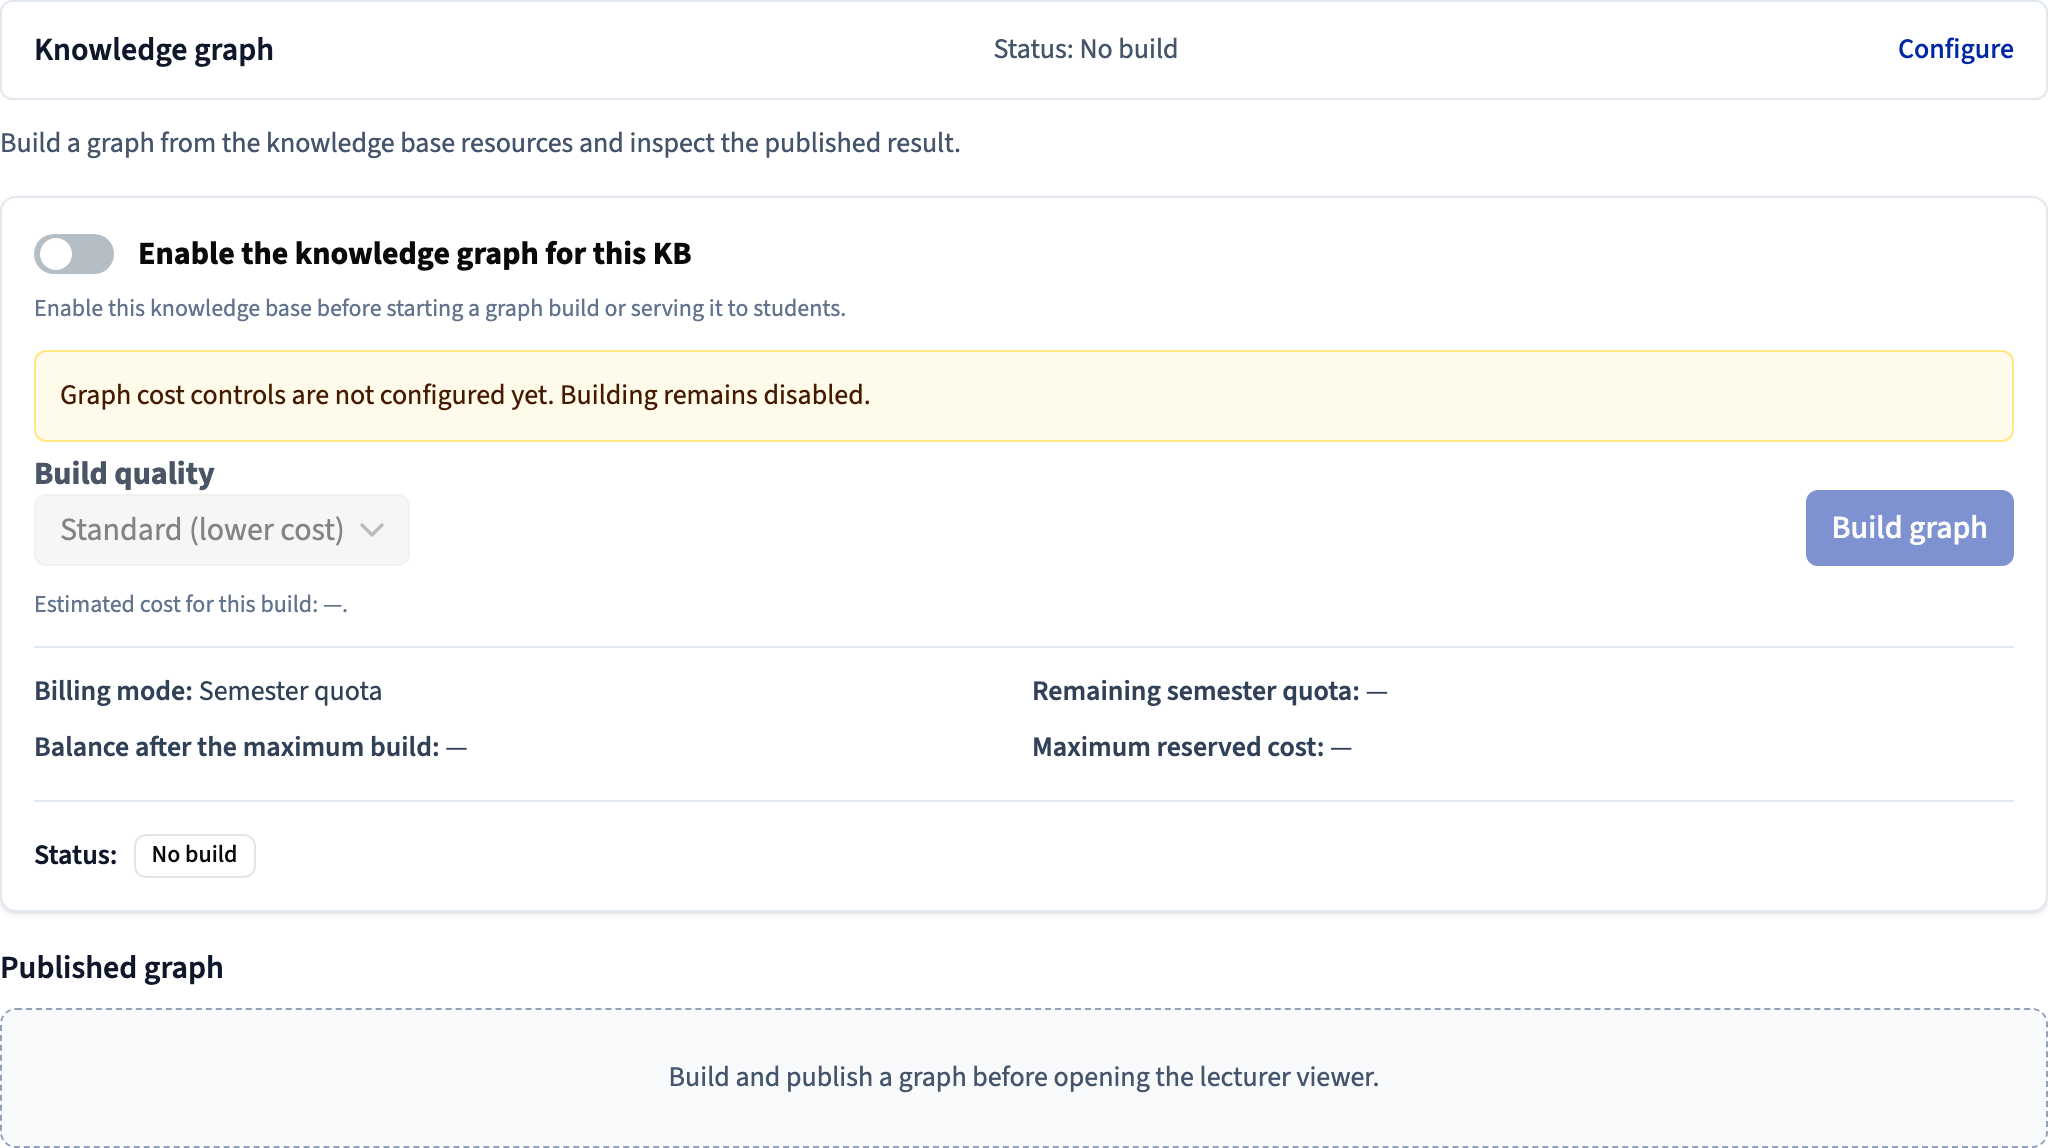 Knowledge graph
Status: No build
Configure
Build a graph from the knowledge base resources and inspect the published result.
Enable the knowledge graph for this KB
Enable this knowledge base before starting a graph build or serving it to students.
Graph cost controls are not configured yet. Building remains disabled.
Build quality
Standard (lower cost)
Build graph
Estimated cost for this build: —.
Billing mode: Semester quota
Remaining semester quota: —
Balance after the maximum build: —
Maximum reserved cost: —
Status: No build
Published graph
Build and publish a graph before opening the lecturer viewer.